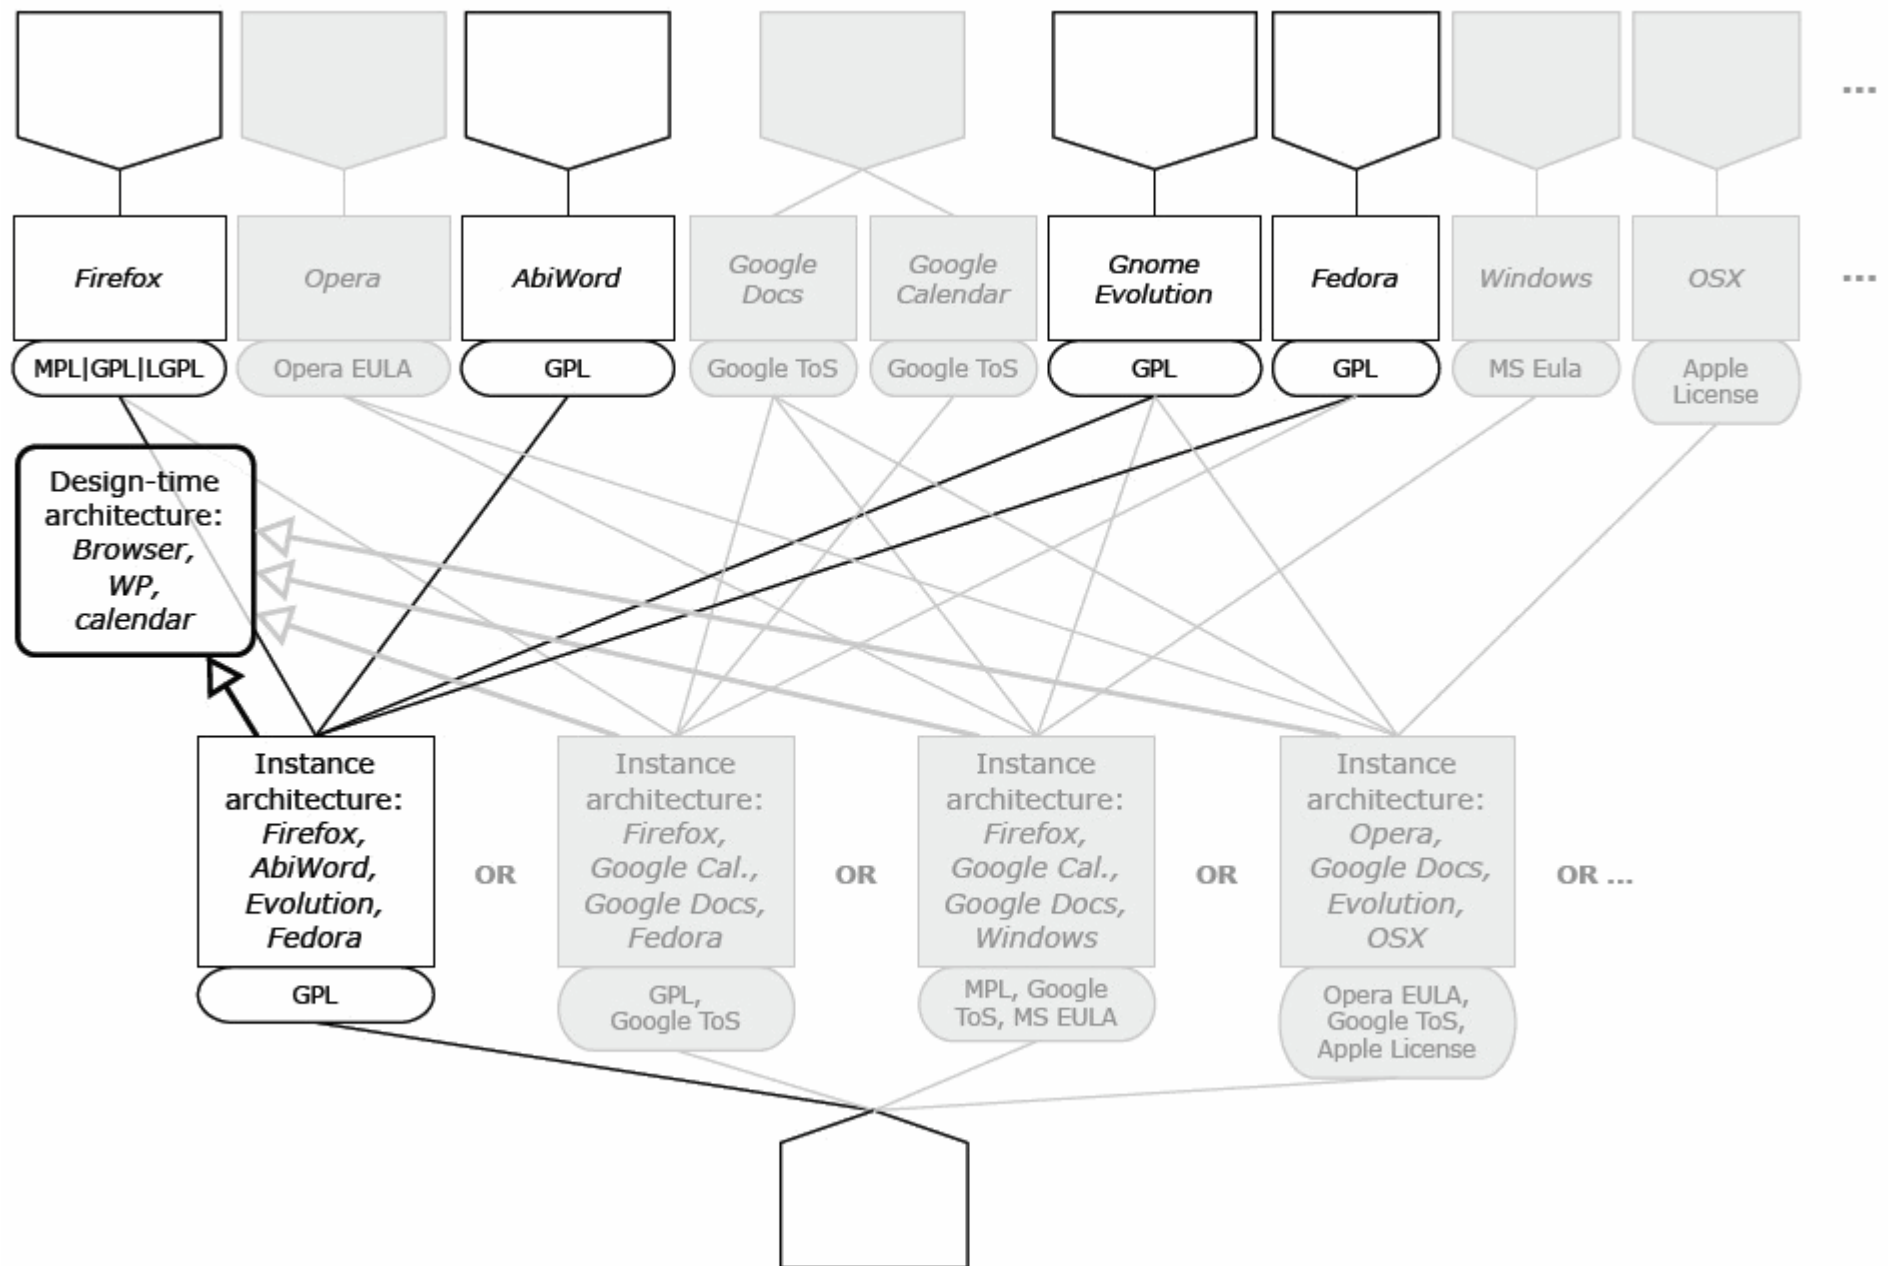 ...
Firefox
Opera
AbiWord
Google
Docs
Google
Calendar
Gnome
Evolution
Fedora
Windows
OSX
...
MPL|GPL|LGPL
Opera EULA
GPL
Google ToS
Google ToS
GPL
GPL
MS Eula
Apple
License
Design-time
architecture:
Browser,
WP,
calendar
Instance
architecture:
Firefox,
AbiWord,
Evolution,
Fedora
GPL
OR
Instance
architecture:
Firefox,
Google Cal.,
Google Docs,
Fedora
GPL,
Google ToS
OR
Instance
architecture:
Firefox,
Google Cal.,
Google Docs,
Windows
MPL, Google
ToS, MS EULA
OR
Instance
architecture:
Opera,
Google Docs,
Evolution,
OSX
Opera EULA,
Google ToS,
Apple License
OR ...